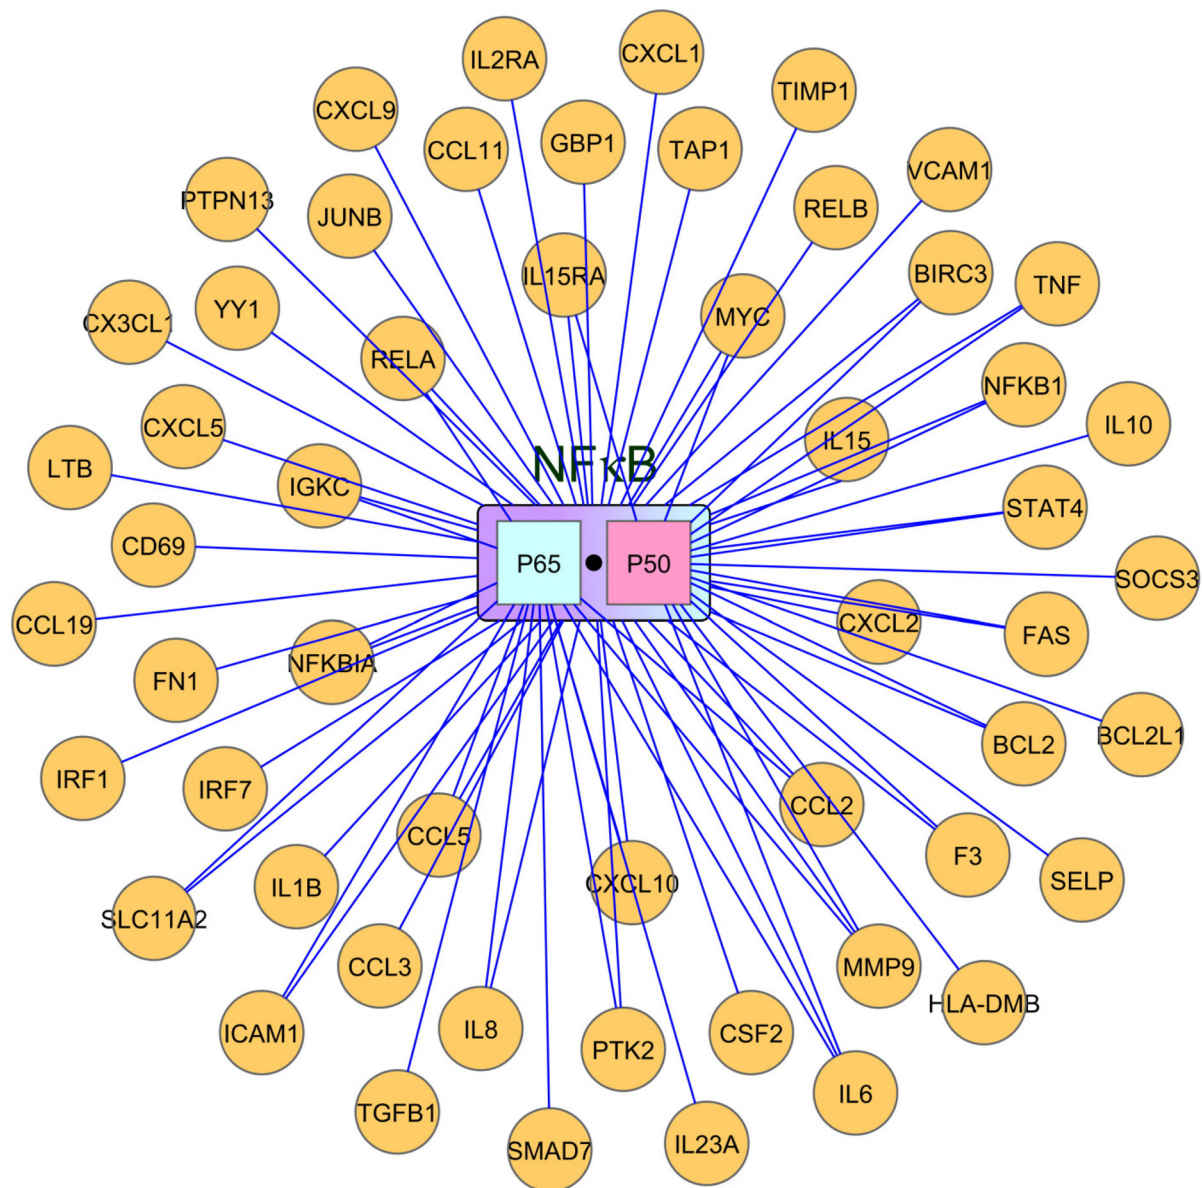 CXCL1
IL2RA
TIMP1
CXCL9
GBP1
TAP1
CCL11
VCAM1
PTPN13
RELB
JUNB
BIRC3
IL15RA
TNF
YY1
MYC
CX3CL1
RELA
NFKB1
IL10
CXCL5
IL15
LTB
NFκB
IGKC
STAT4
CD69
P65
P50
SOCS3
CXCL2
CCL19
FAS
NFKBIA
FN1
BCL2L1
BCL2
IRF1
IRF7
CCL2
CCL5
F3
SELP
CXCL10
IL1B
SLC11A2
CCL3
MMP9
HLA-DMB
IL8
ICAM1
CSF2
PTK2
IL6
TGFB1
IL23A
SMAD7